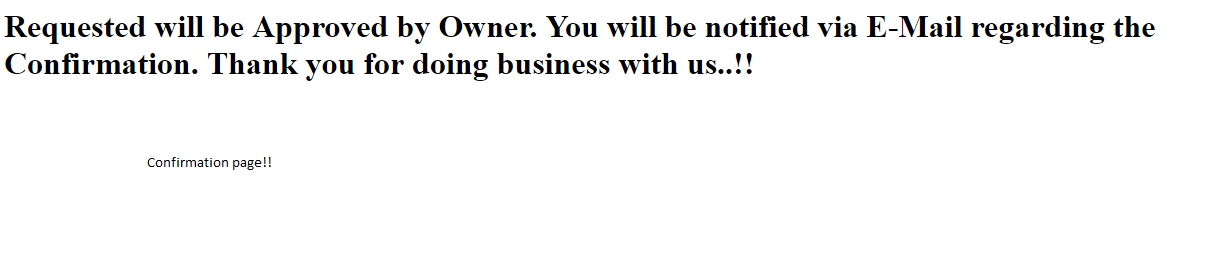 Requested will be Approved by Owner. You will be notified via E-Mail regarding the
Confirmation. Thank you for doing business with us..!!
Confirmation page!!